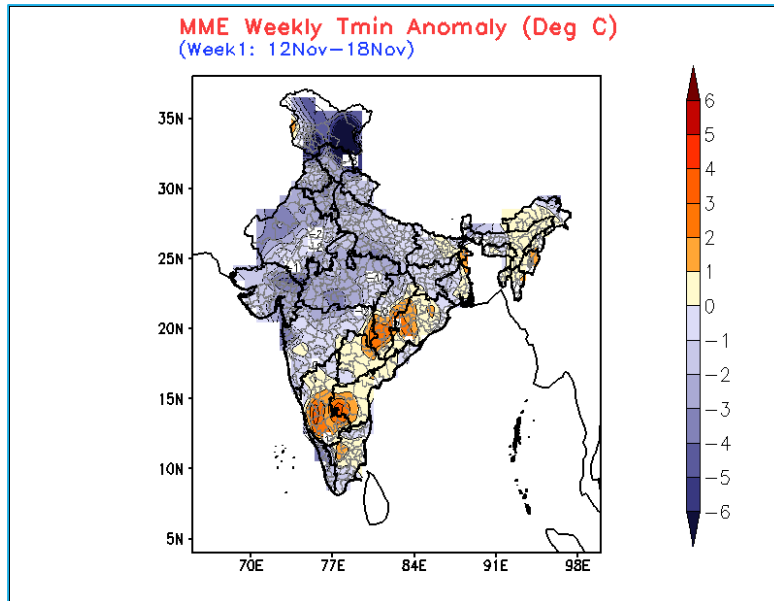 MME Weekly Tmin Anomaly (Deg C)
(Week1: 12Nov−18Nov)
35N
30N
25N
20N
15N
10N
5N
70E
77E
84E
91E
98E
6
5
4
3
2
1
0
−1
−2
−3
−4
−5
−6